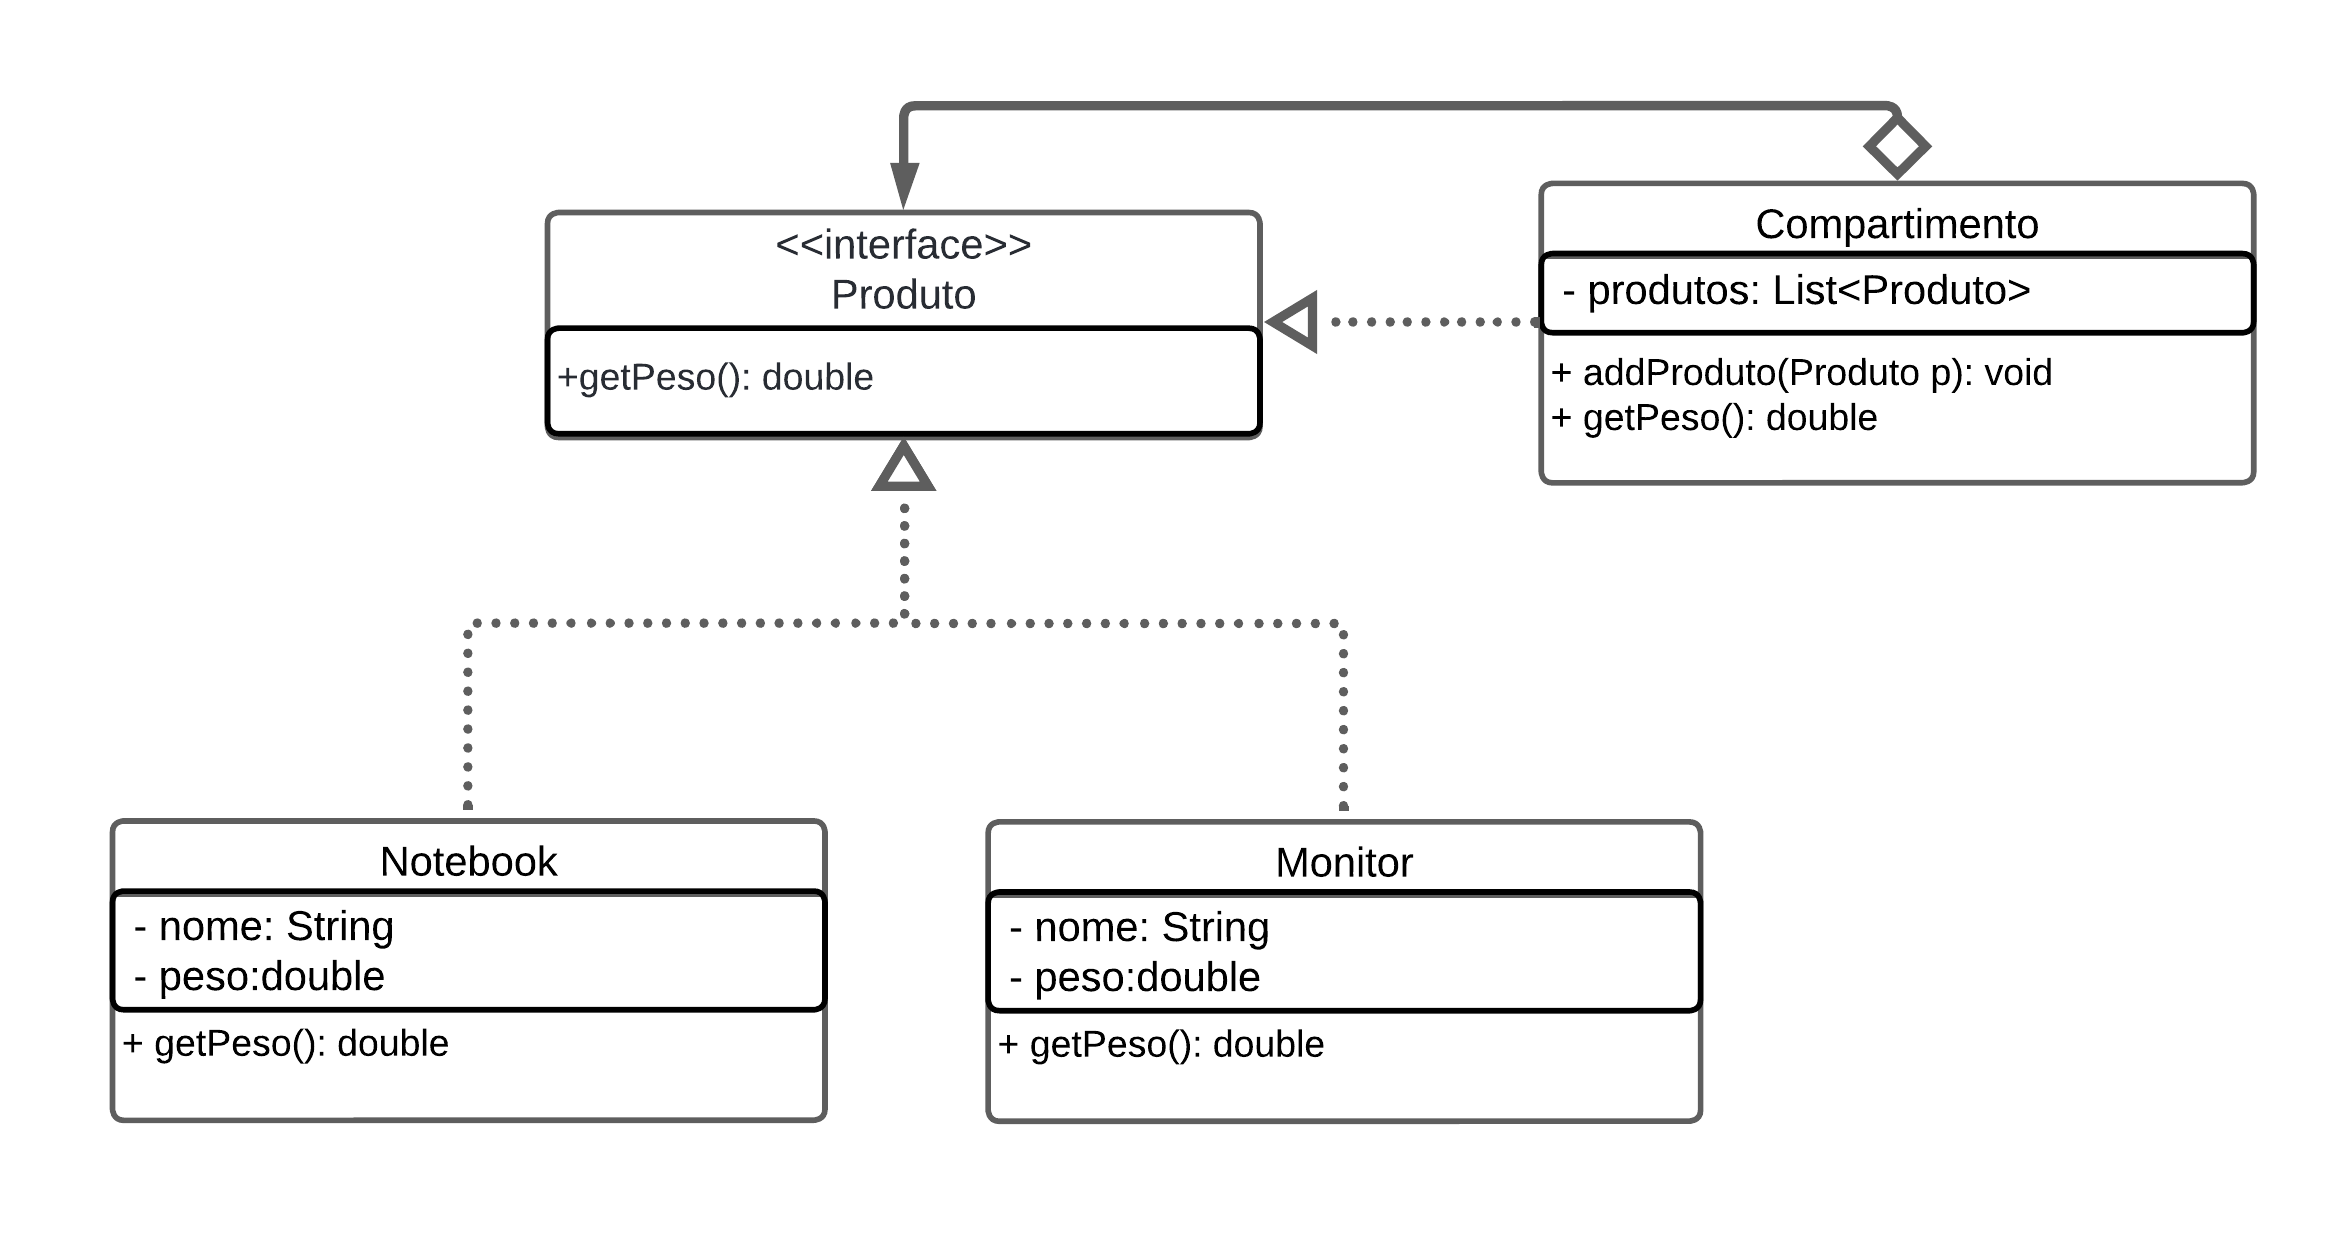 <<interface>>
Produto
+getPeso(): double
Compartimento
- produtos: List<Produto>
+ addProduto(Produto p): void
+ getPeso(): double
Notebook
- nome: String
- peso:double
+ getPeso(): double
Monitor
- nome: String
- peso:double
+ getPeso(): double